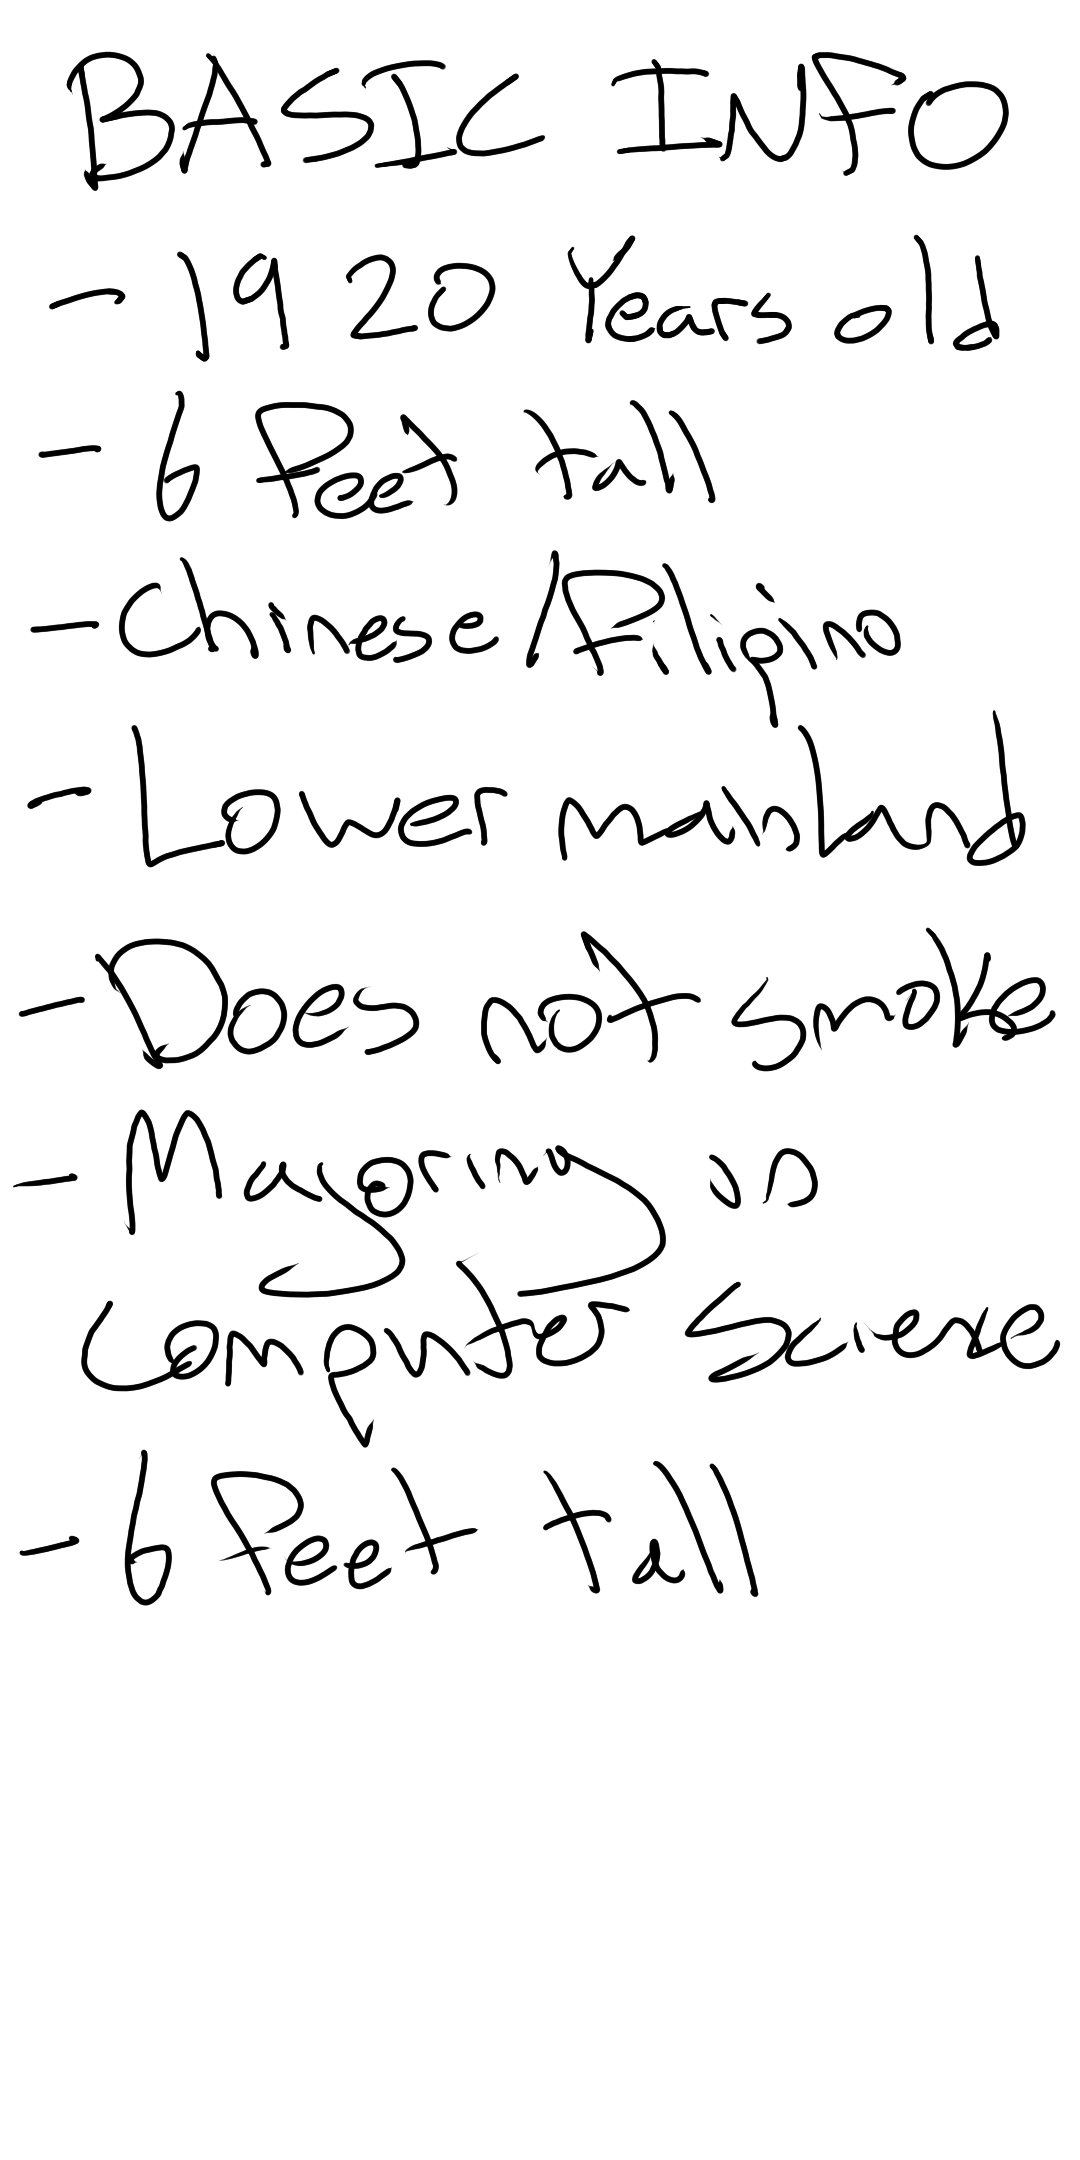 BASIC INFO
- 19 20 Years old
- 6 feet tall
- Chinese/Filipino
- Lower mainland
- Does not smoke
- Majoring in
Computer Science
- 6 feet tall